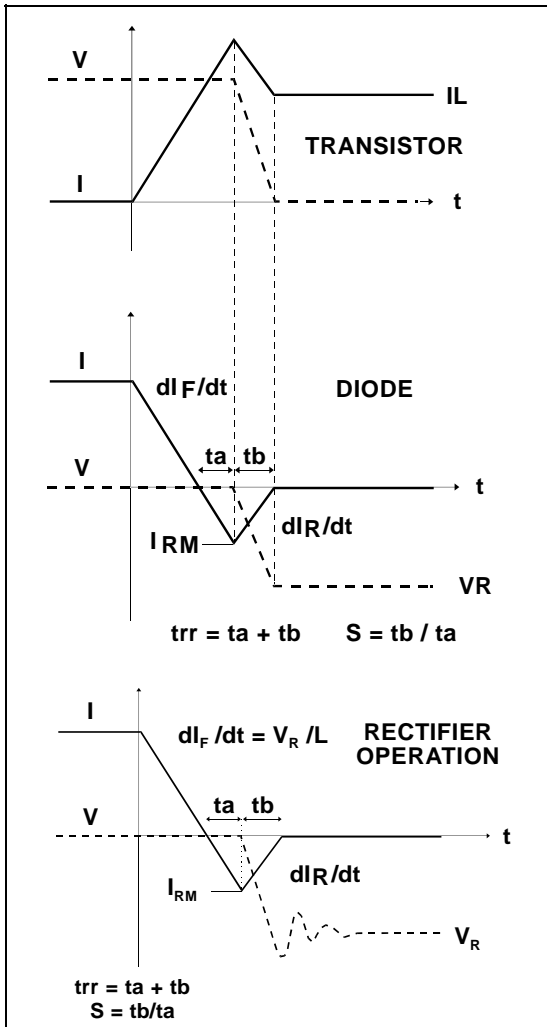 V
IL
TRANSISTOR
I
t
I
dIF/dt
DIODE
ta tb
V
t
IRM
dIR/dt
VR
trr = ta + tb S = tb / ta
I
dIF/dt = VR/L
RECTIFIER
OPERATION
ta tb
V
t
IRM
dIR/dt
VR
trr = ta + tb
S = tb/ta